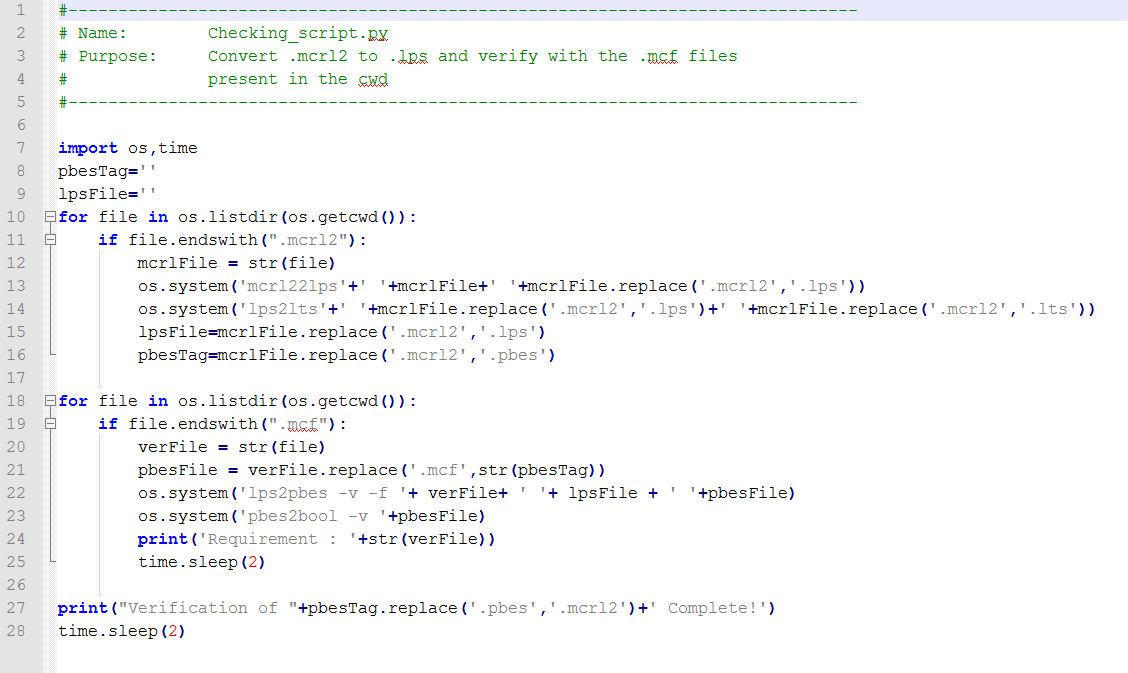 1 #-------------------------------------------------------------------------------
2 # Name:        Checking_script.py
3 # Purpose:     Convert .mcrl2 to .lps and verify with the .mcf files
4 #              present in the cwd
5 #-------------------------------------------------------------------------------
6
7 import os,time
8 pbesTag=''
9 lpsFile=''
10 for file in os.listdir(os.getcwd()):
11     if file.endswith(".mcrl2"):
12         mcrlFile = str(file)
13         os.system('mcrl22lps'+' '+mcrlFile+' '+mcrlFile.replace('.mcrl2','.lps'))
14         os.system('lps2lts'+' '+mcrlFile.replace('.mcrl2','.lps')+' '+mcrlFile.replace('.mcrl2','.lts'))
15         lpsFile=mcrlFile.replace('.mcrl2','.lps')
16         pbesTag=mcrlFile.replace('.mcrl2','.pbes')
17
18 for file in os.listdir(os.getcwd()):
19     if file.endswith(".mcf"):
20         verFile = str(file)
21         pbesFile = verFile.replace('.mcf',str(pbesTag))
22         os.system('lps2pbes -v -f '+ verFile+ ' '+ lpsFile + ' '+pbesFile)
23         os.system('pbes2bool -v '+pbesFile)
24         print('Requirement : '+str(verFile))
25         time.sleep(2)
26
27 print("Verification of "+pbesTag.replace('.pbes','.mcrl2')+' Complete!')
28 time.sleep(2)